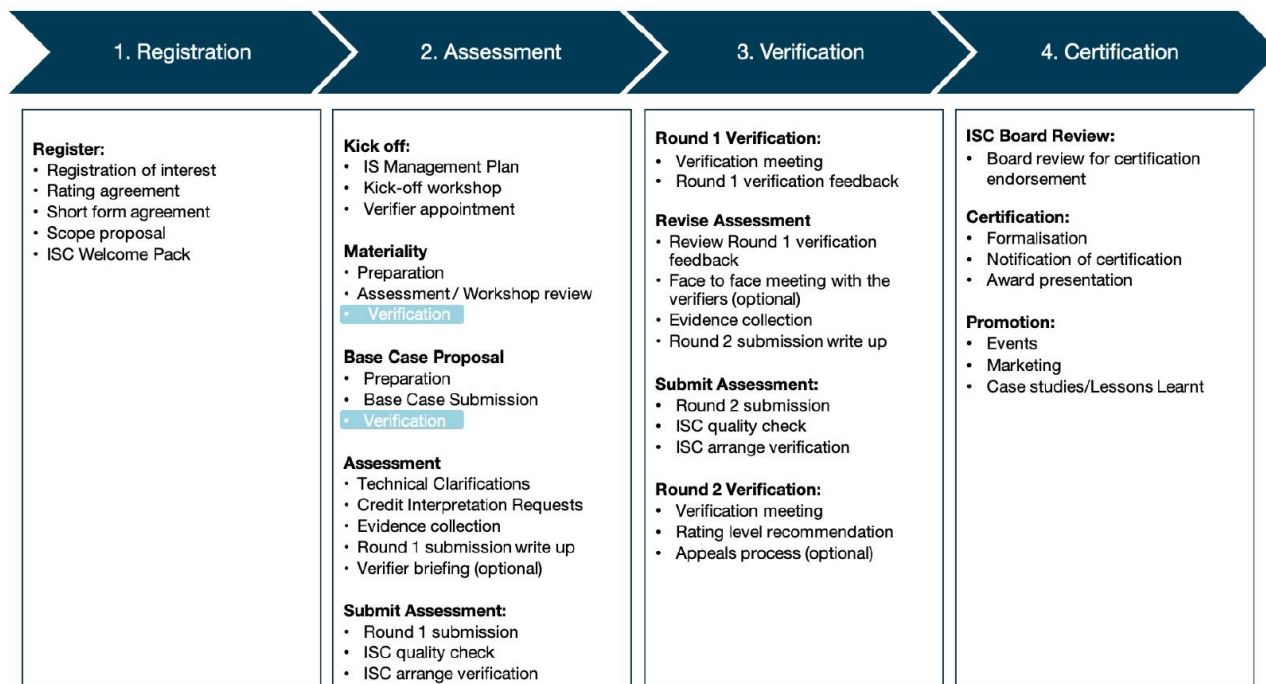 1. Registration
2. Assessment
3. Verification
4. Certification
Register:
• Registration of interest
• Rating agreement
• Short form agreement
• Scope proposal
• ISC Welcome Pack
Kick off:
• IS Management Plan
• Kick-off workshop
• Verifier appointment
Materiality
• Preparation
• Assessment / Workshop review
• Verification
Base Case Proposal
• Preparation
• Base Case Submission
• Verification
Assessment
• Technical Clarifications
• Credit Interpretation Requests
• Evidence collection
• Round 1 submission write up
• Verifier briefing (optional)
Submit Assessment:
• Round 1 submission
• ISC quality check
• ISC arrange verification
Round 1 Verification:
• Verification meeting
• Round 1 verification feedback
Revise Assessment
• Review Round 1 verification
feedback
• Face to face meeting with the
verifiers (optional)
• Evidence collection
• Round 2 submission write up
Submit Assessment:
• Round 2 submission
• ISC quality check
• ISC arrange verification
Round 2 Verification:
• Verification meeting
• Rating level recommendation
• Appeals process (optional)
ISC Board Review:
• Board review for certification
endorsement
Certification:
• Formalisation
• Notification of certification
• Award presentation
Promotion:
• Events
• Marketing
• Case studies/Lessons Learnt